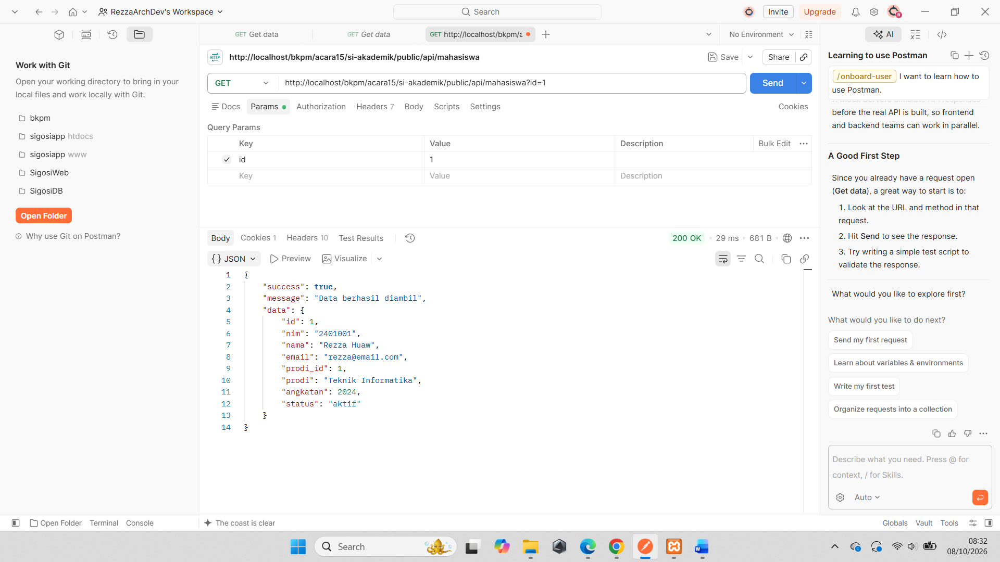 RezzaArchDev's Workspace
Search
Invite
Upgrade
GET Get data
GET Get data
GET http://localhost/bkpm/a
No Environment
AI
Work with Git
Open your working directory to bring in your
local files and work locally with Git.
bkpm
sigosiapp htdocs
sigosiapp www
SigosiWeb
SigosiDB
Open Folder
Why use Git on Postman?
HTTP http://localhost/bkpm/acara15/si-akademik/public/api/mahasiswa
Save
Share
GET
http://localhost/bkpm/acara15/si-akademik/public/api/mahasiswa?id=1
Send
Docs
Params
Authorization
Headers 7
Body
Scripts
Settings
Cookies
Query Params
Key Value Description Bulk Edit
id 1
Key Value Description
Body
Cookies 1
Headers 10
Test Results
200 OK
29 ms
681 B
{} JSON
Preview
Visualize
1 {
2 "success": true,
3 "message": "Data berhasil diambil",
4 "data": {
5 "id": 1,
6 "nim": "2401001",
7 "nama": "Rezza Huaw",
8 "email": "rezza@email.com",
9 "prodi_id": 1,
10 "prodi": "Teknik Informatika",
11 "angkatan": 2024,
12 "status": "aktif"
13 }
14 }
Learning to use Postman
/onboard-user I want to learn how to
use Postman.
7. Mock Servers Simulate API responses
before the real API is built, so frontend
and backend teams can work in parallel.
A Good First Step
Since you already have a request open
(Get data), a great way to start is to:
1. Look at the URL and method in that
request.
2. Hit Send to see the response.
3. Try writing a simple test script to
validate the response.
What would you like to explore first?
What would you like to do next?
Send my first request
Learn about variables & environments
Write my first test
Organize requests into a collection
Describe what you need. Press @ for
context, / for Skills.
Auto
Open Folder
Terminal
Console
The coast is clear
Globals
Vault
Tools
Search
08:32
08/10/2026